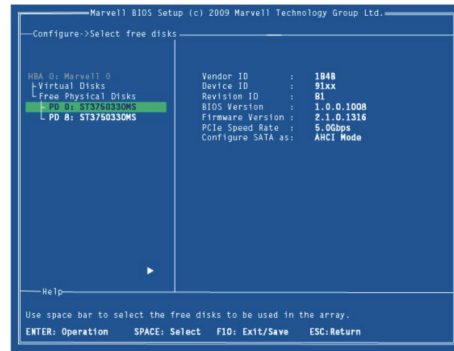 Marvell BIOS Setup (c) 2009 Marvell Technology Group Ltd.
Configure->Select free disks
HBA 0: Marvell 0
Virtual Disks
Free Physical Disks
PD 0: ST3750330MS
PD 8: ST3750330MS
Vendor ID : 1B4B
Device ID : 91xx
Revision ID : B1
BIOS Version : 1.0.0.1008
Firmware Version : 2.1.0.1316
PCIe Speed Rate : 5.0Gbps
Configure SATA as: AHCI Mode
Help
Use space bar to select the free disks to be used in the array.
ENTER: Operation SPACE: Select F10: Exit/Save ESC:Return